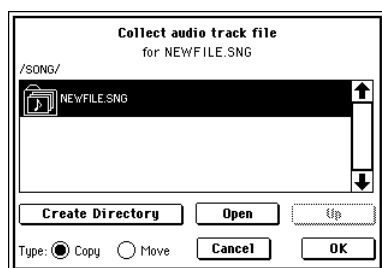 Collect audio track file
for NEWFILE.SNG
/SONG/
NEWFILE.SNG
Create Directory Open Up
Type: Copy Move Cancel OK